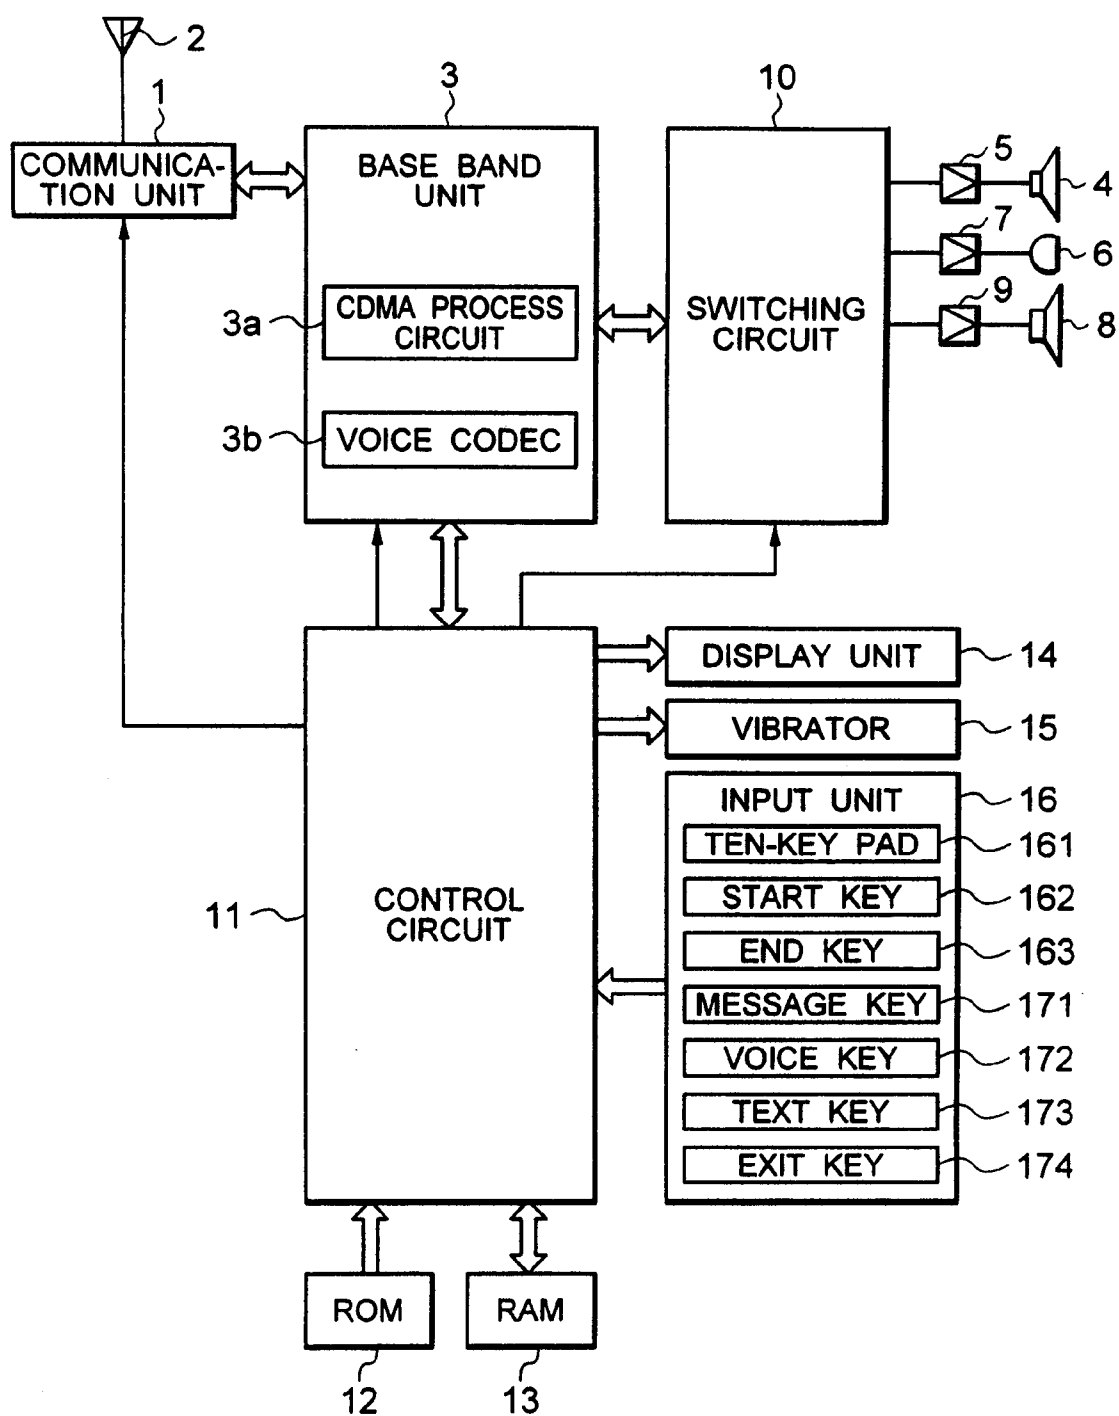 2
1
COMMUNICA-
TION UNIT
3
BASE BAND
UNIT
3a
CDMA PROCESS
CIRCUIT
3b
VOICE CODEC
10
SWITCHING
CIRCUIT
5
4
7
6
9
8
11
CONTROL
CIRCUIT
DISPLAY UNIT
14
VIBRATOR
15
INPUT UNIT
16
TEN-KEY PAD
161
START KEY
162
END KEY
163
MESSAGE KEY
171
VOICE KEY
172
TEXT KEY
173
EXIT KEY
174
ROM
12
RAM
13